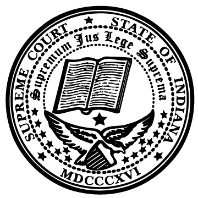 SUPREME COURT STATE OF INDIANA
Supremum Jus Lege Suprema
MDCCCXVI